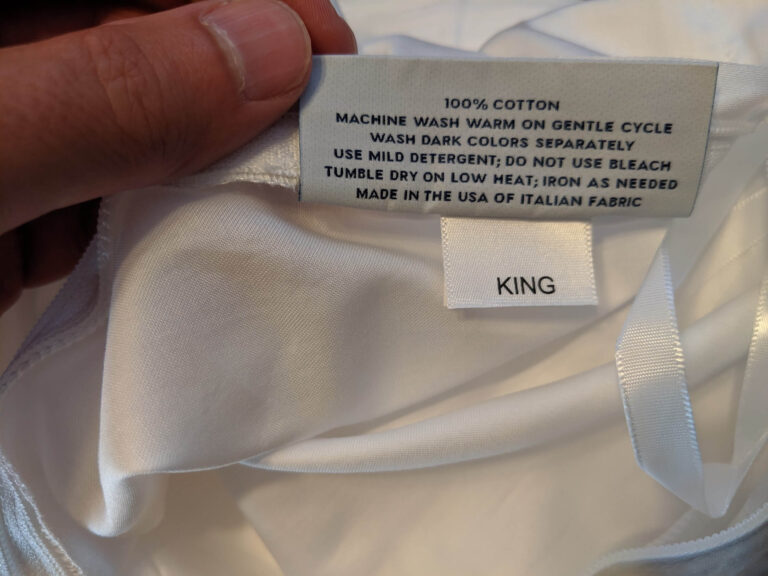 100% COTTON
MACHINE WASH WARM ON GENTLE CYCLE
WASH DARK COLORS SEPARATELY
USE MILD DETERGENT; DO NOT USE BLEACH
TUMBLE DRY ON LOW HEAT; IRON AS NEEDED
MADE IN THE USA OF ITALIAN FABRIC
KING